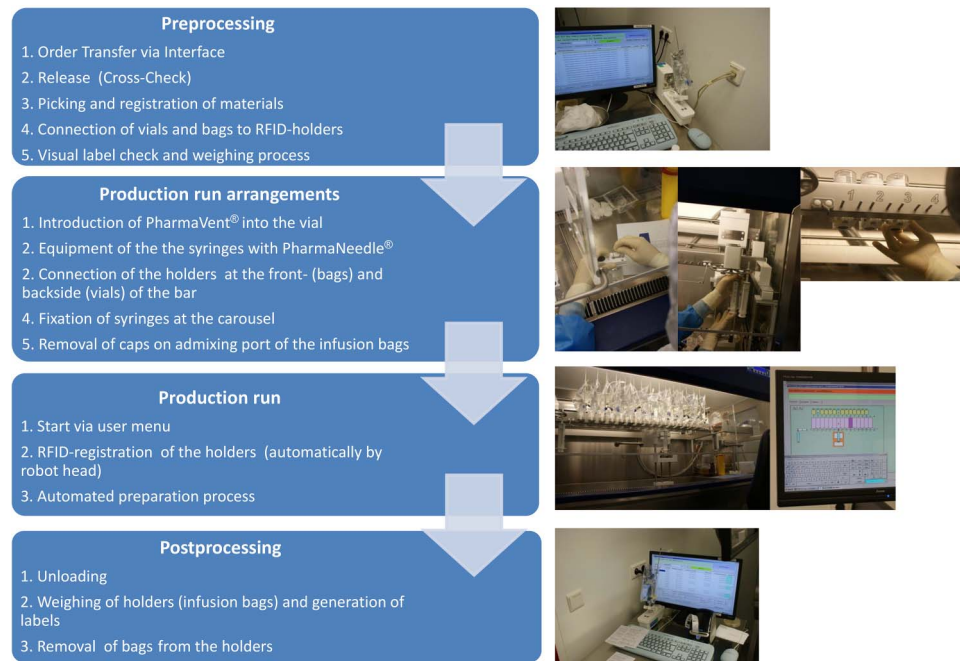 Preprocessing
1. Order Transfer via Interface
2. Release (Cross-Check)
3. Picking and registration of materials
4. Connection of vials and bags to RFID-holders
5. Visual label check and weighing process
Production run arrangements
1. Introduction of PharmaVent® into the vial
2. Equipment of the the syringes with PharmaNeedle®
2. Connection of the holders at the front- (bags) and
backside (vials) of the bar
4. Fixation of syringes at the carousel
5. Removal of caps on admixing port of the infusion bags
1 2 3 4
Production run
1. Start via user menu
2. RFID-registration of the holders (automatically by
robot head)
3. Automated preparation process
Postprocessing
1. Unloading
2. Weighing of holders (infusion bags) and generation of
labels
3. Removal of bags from the holders